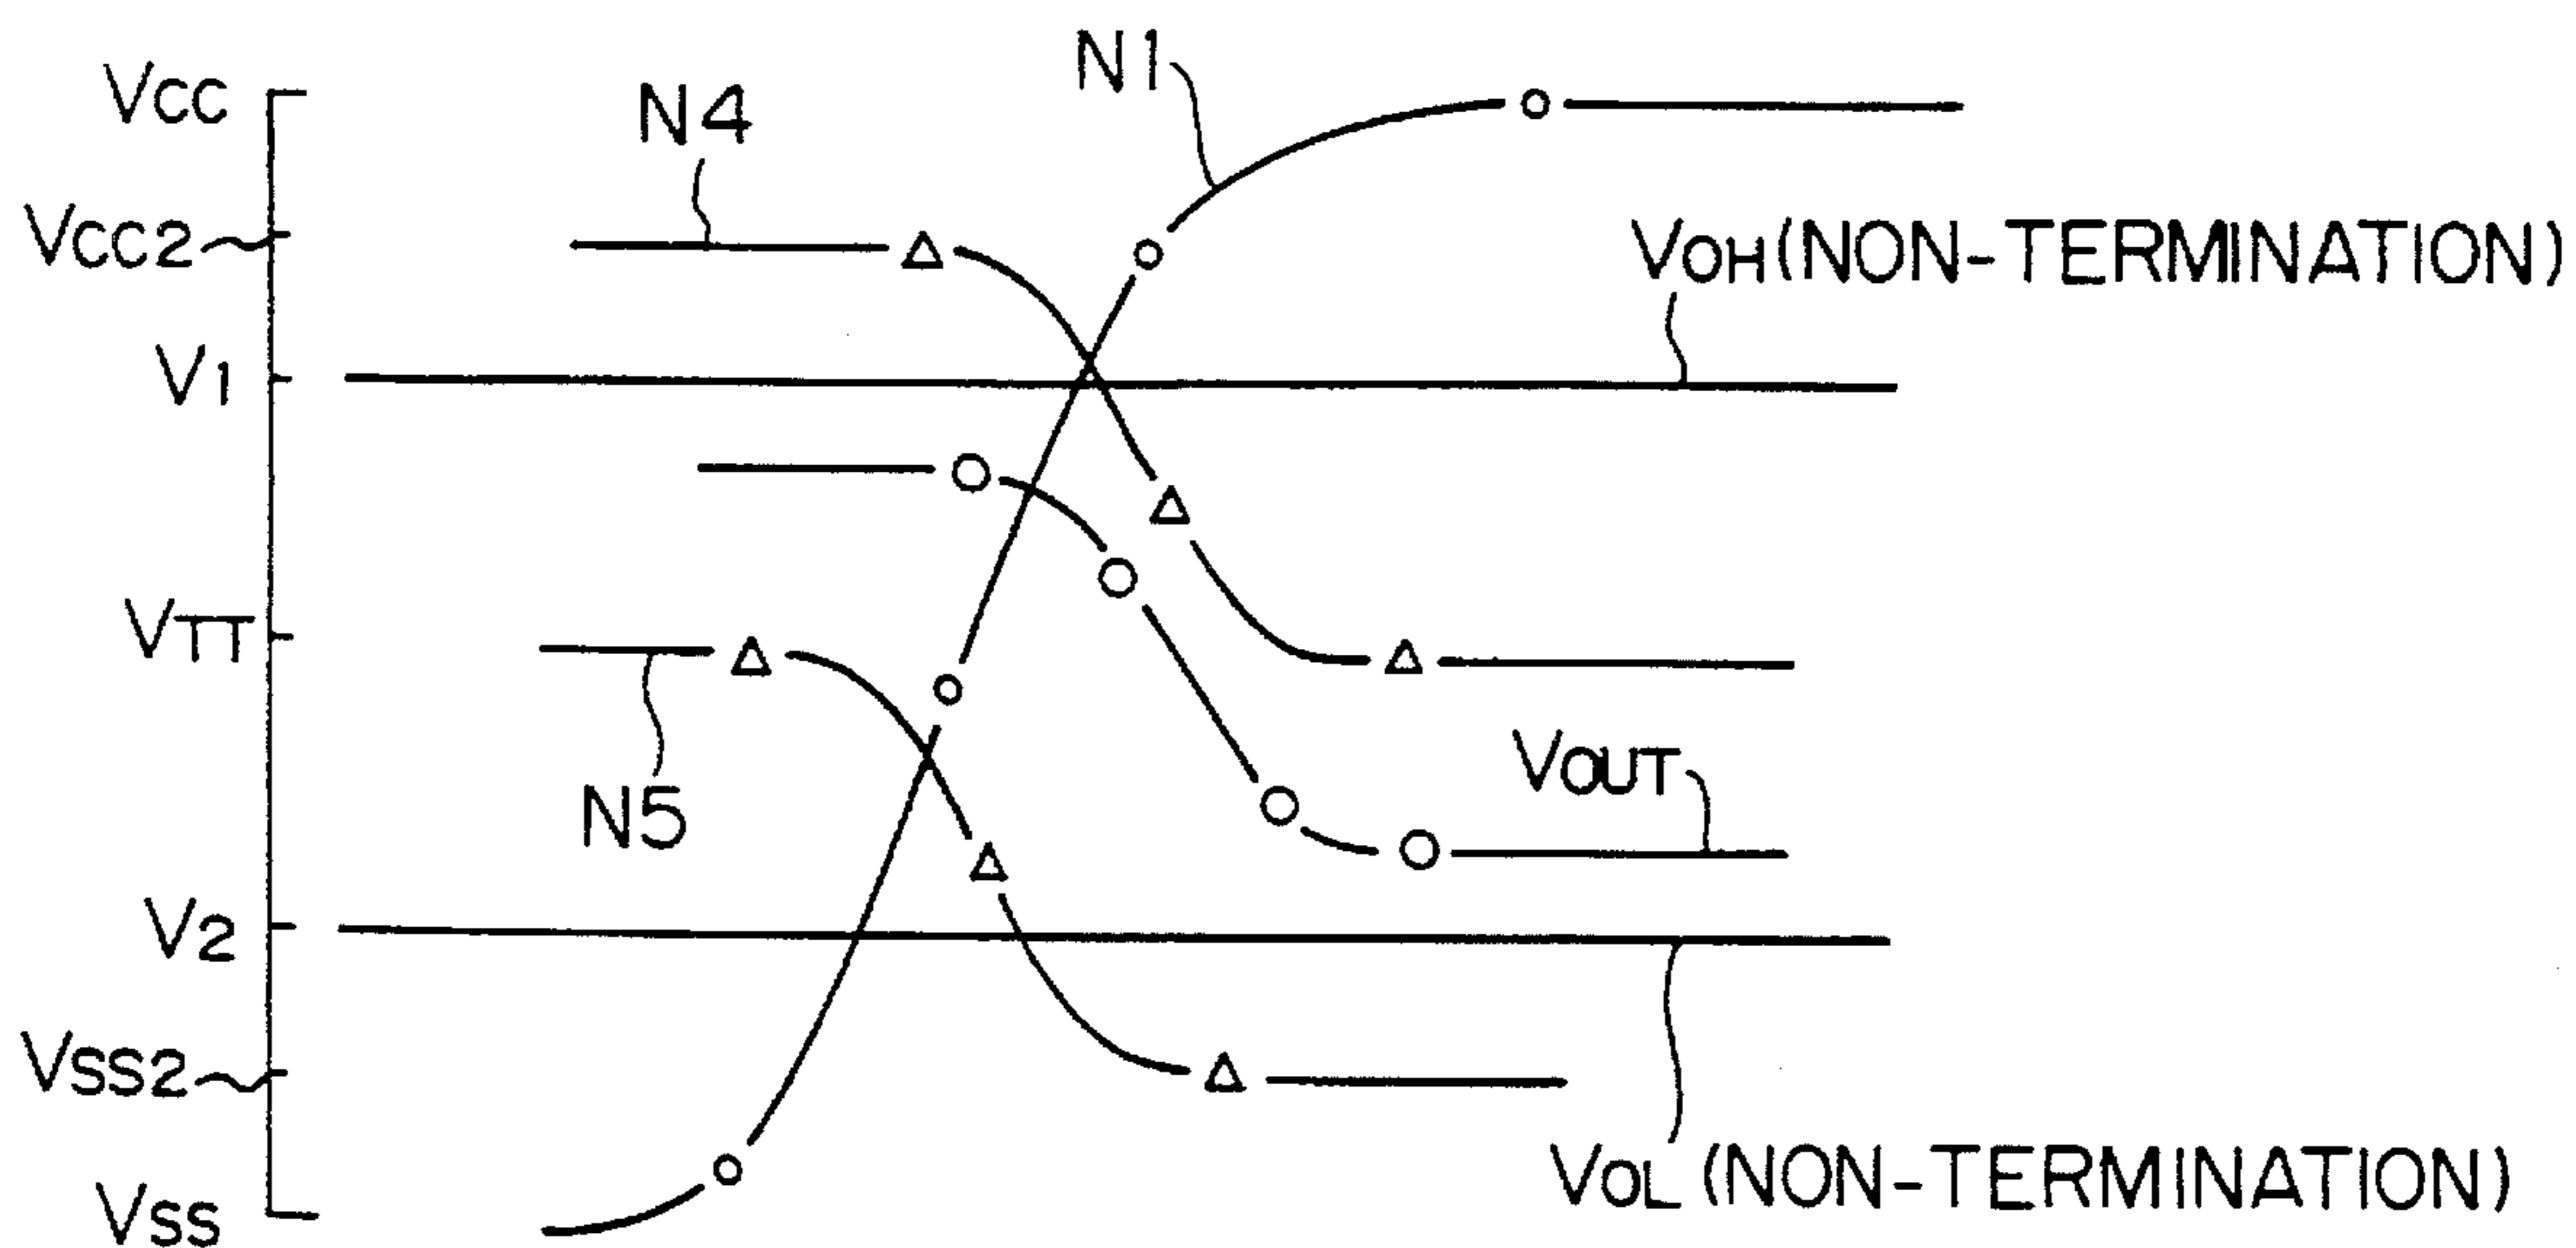 VCC
N4
N1
VCC2
VOH (NON-TERMINATION)
V1
VTT
VOUT
N5
V2
VSS2
VOL (NON-TERMINATION)
VSS